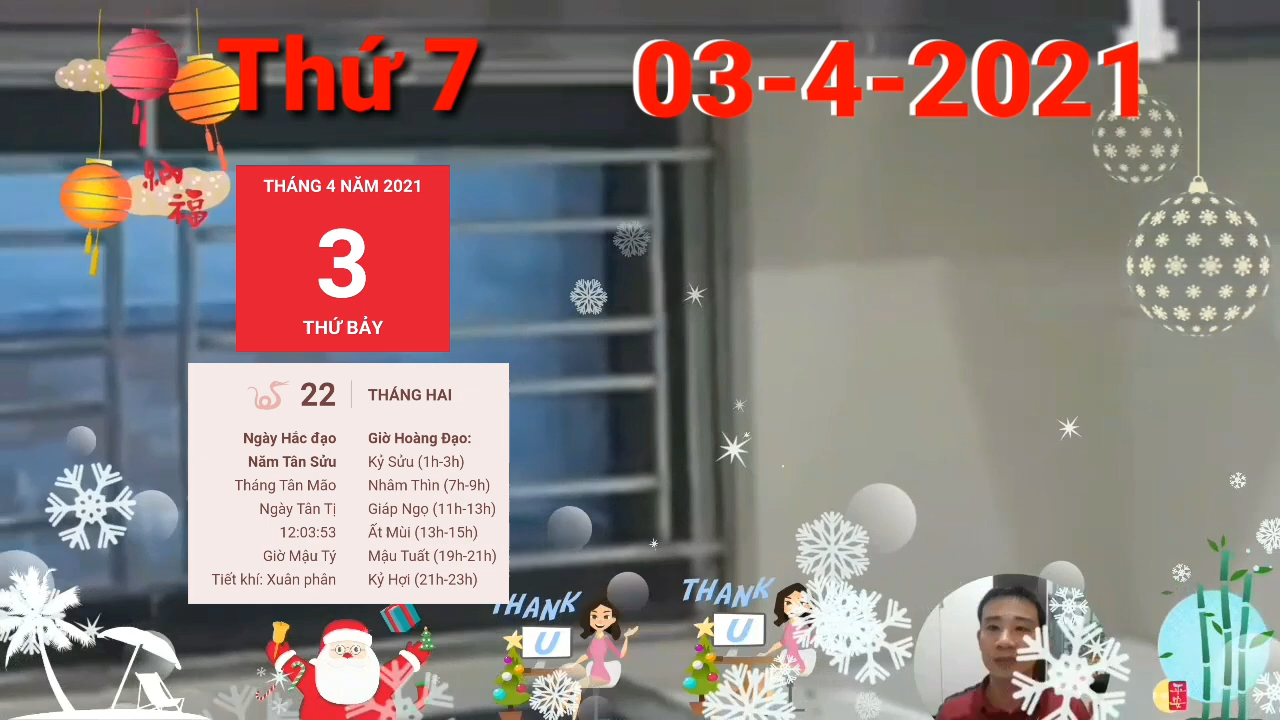 Thứ 7
03-4-2021
納
福
THÁNG 4 NĂM 2021
3
THỨ BẢY
22
THÁNG HAI
Ngày Hắc đạo
Giờ Hoàng Đạo:
Năm Tân Sửu
Kỷ Sửu (1h-3h)
Tháng Tân Mão
Nhâm Thìn (7h-9h)
Ngày Tân Tị
Giáp Ngọ (11h-13h)
12:03:53
Ất Mùi (13h-15h)
Giờ Mậu Tý
Mậu Tuất (19h-21h)
Tiết khí: Xuân phân
Kỷ Hợi (21h-23h)
THANK
U
THANK
U